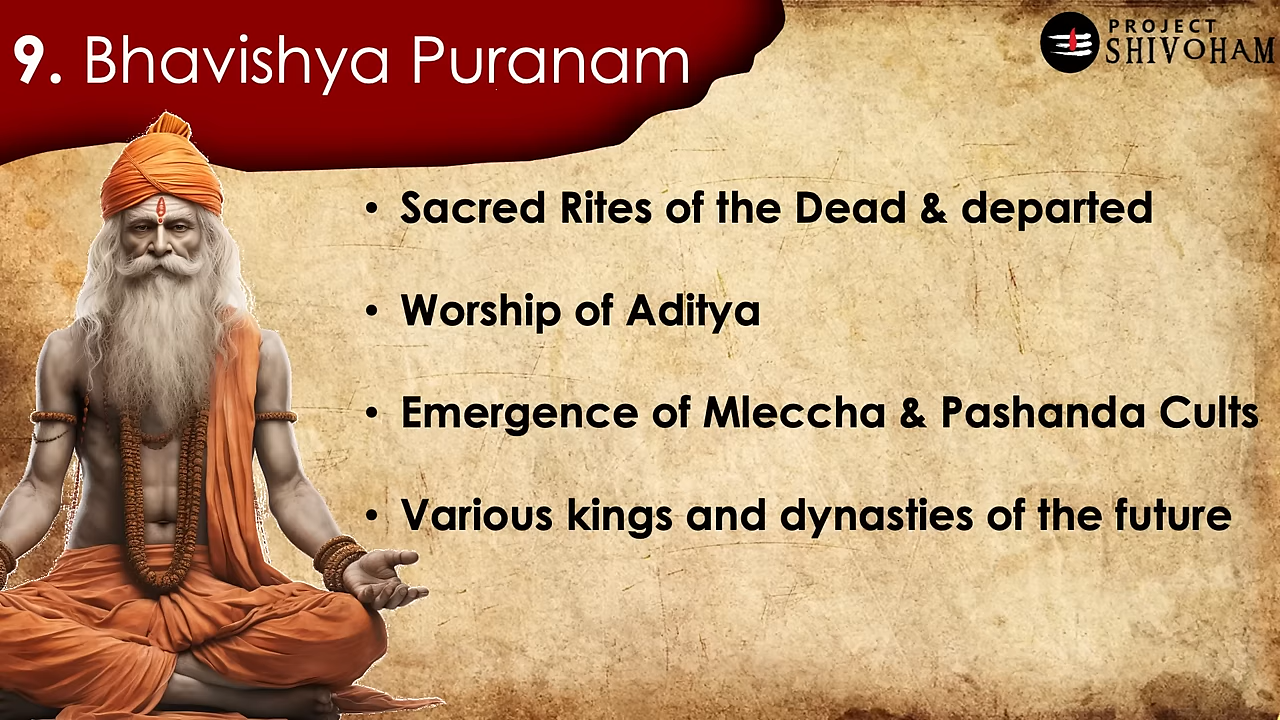 9. Bhavishya Puranam
PROJECT
SHIVOHAM
• Sacred Rites of the Dead & departed
• Worship of Aditya
• Emergence of Mleccha & Pashanda Cults
• Various kings and dynasties of the future